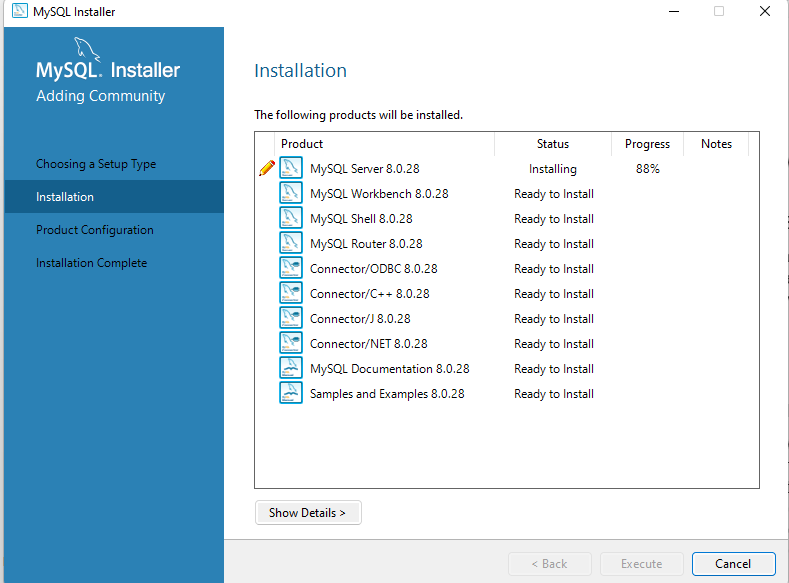 MySQL Installer
MySQL. Installer
Adding Community
Choosing a Setup Type
Installation
Product Configuration
Installation Complete
Installation
The following products will be installed.
Product Status Progress Notes
MySQL Server 8.0.28 Installing 88%
MySQL Workbench 8.0.28 Ready to Install
MySQL Shell 8.0.28 Ready to Install
MySQL Router 8.0.28 Ready to Install
Connector/ODBC 8.0.28 Ready to Install
Connector/C++ 8.0.28 Ready to Install
Connector/J 8.0.28 Ready to Install
Connector/NET 8.0.28 Ready to Install
MySQL Documentation 8.0.28 Ready to Install
Samples and Examples 8.0.28 Ready to Install
Show Details >
< Back Execute Cancel